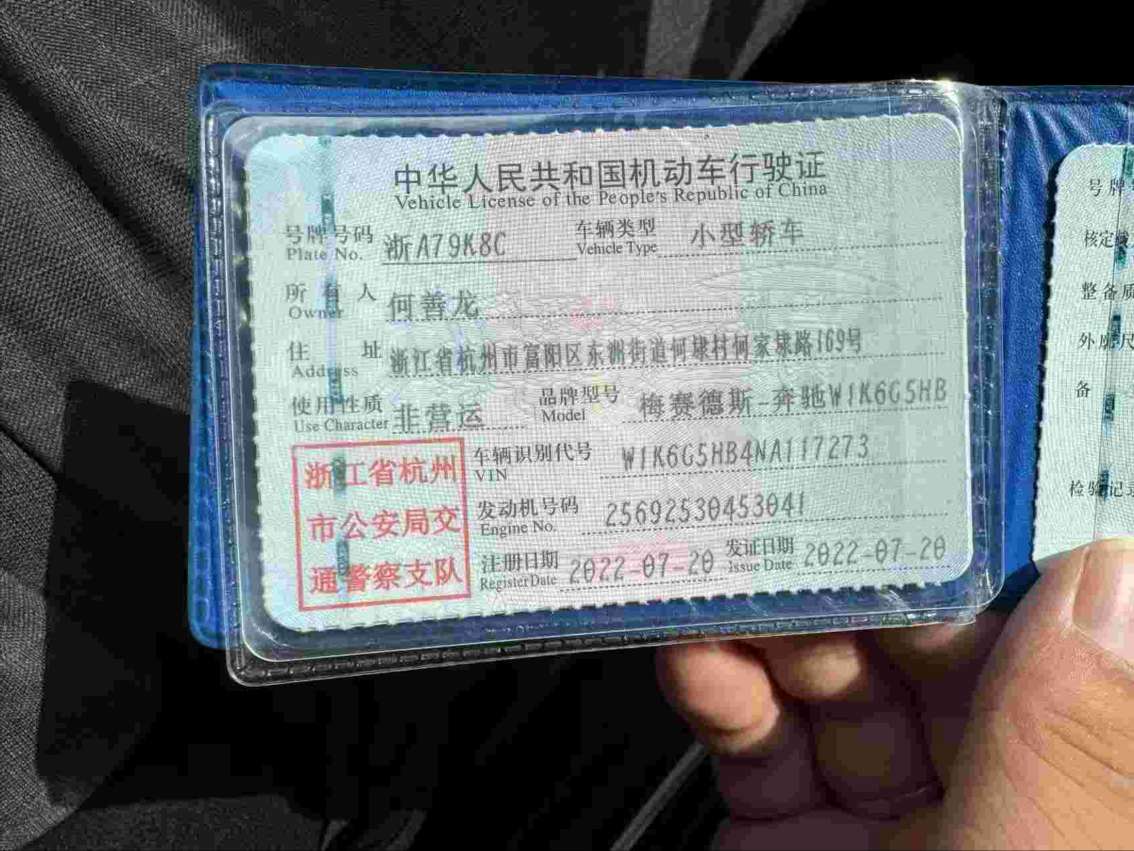 中华人民共和国机动车行驶证
Vehicle License of the People's Republic of China
号牌号码 浙A79K8C 车辆类型 小型轿车
Plate No. Vehicle Type
所有人 何善龙
Owner
住址 浙江省杭州市富阳区东洲街道何埭村何家埭路169号
Address
使用性质 非营运 品牌型号 梅赛德斯-奔驰W1K6G5HB
Use Character Model
车辆识别代号 W1K6G5HB4NA117273
VIN
发动机号码 25692530453041
Engine No.
注册日期 2022-07-20 发证日期 2022-07-20
Register Date Issue Date
浙江省杭州
市公安局交
通警察支队
号牌
核定
整备质
外廓尺
备
检验记录